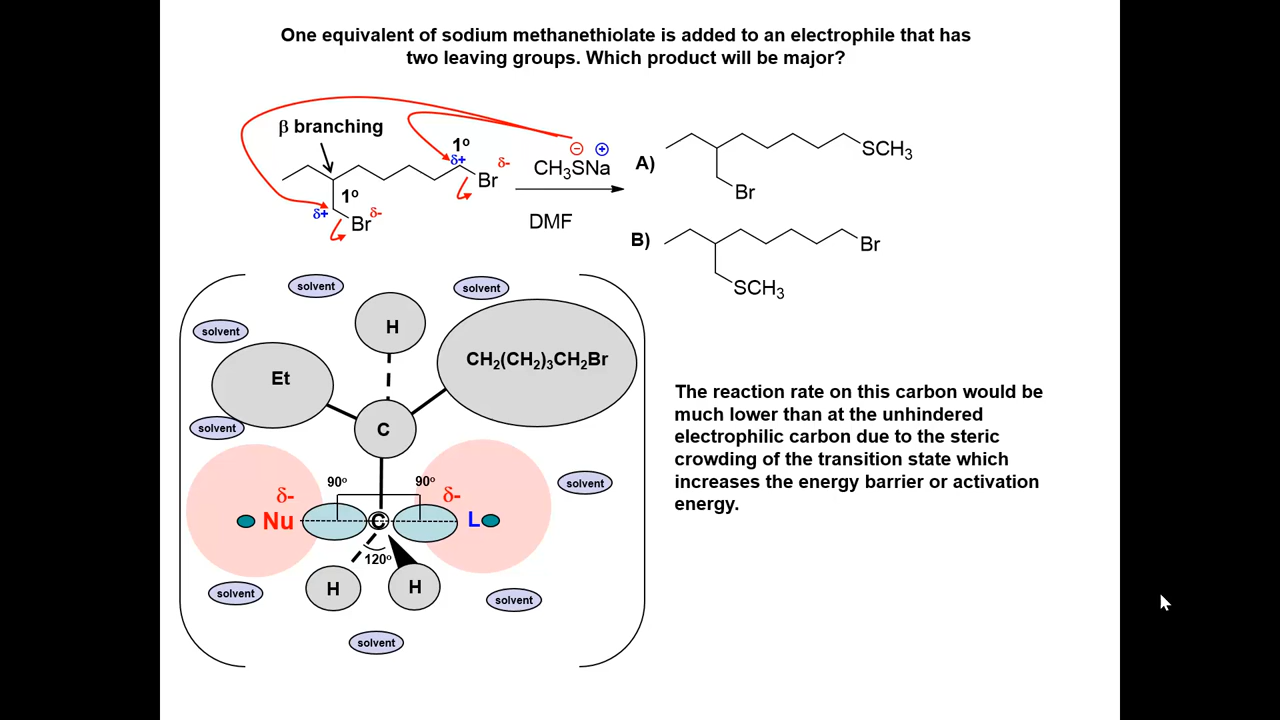 One equivalent of sodium methanethiolate is added to an electrophile that has
two leaving groups. Which product will be major?
β branching
1º
δ+
δ-
Br
1º
δ+
δ-
Br
⊖ ⊕
CH₃SNa
DMF
A)
SCH₃
Br
B)
Br
SCH₃
solvent
solvent
solvent
H
Et
CH₂(CH₂)₃CH₂Br
solvent
C
90º
90º
δ-
δ-
Nu
C
L
solvent
120º
H
H
solvent
solvent
solvent
The reaction rate on this carbon would be
much lower than at the unhindered
electrophilic carbon due to the steric
crowding of the transition state which
increases the energy barrier or activation
energy.